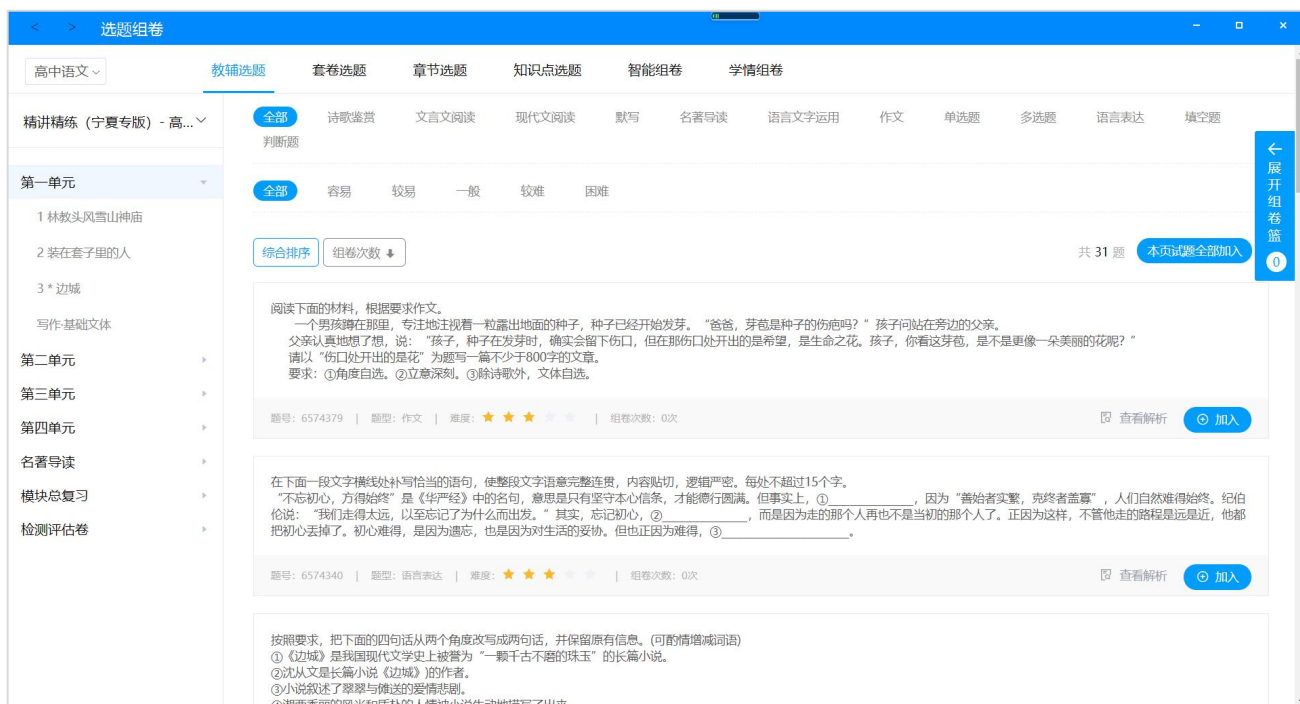 < > 选题组卷
高中语文
教辅选题 套卷选题 章节选题 知识点选题 智能组卷 学情组卷
精讲精练（宁夏专版）- 高...
全部 诗歌鉴赏 文言文阅读 现代文阅读 默写 名著导读 语言文字运用 作文 单选题 多选题 语言表达 填空题
判断题
全部 容易 较易 一般 较难 困难
第一单元
1 林教头风雪山神庙
2 装在套子里的人
3 * 边城
写作·基础文体
第二单元
第三单元
第四单元
名著导读
模块总复习
检测评估卷
展开组卷篮
0
综合排序 组卷次数
共 31 题 本页试题全部加入
阅读下面的材料，根据要求作文。
一个男孩蹲在那里，专注地注视着一粒露出地面的种子，种子已经开始发芽。“爸爸，芽苞是种子的伤疤吗？”孩子问站在旁边的父亲。
父亲认真地想了想，说：“孩子，种子在发芽时，确实会留下伤口，但在那伤口处开出的是希望，是生命之花。孩子，你看这芽苞，是不是更像一朵美丽的花呢？”
请以“伤口处开出的是花”为题写一篇不少于800字的文章。
要求：①角度自选。②立意深刻。③除诗歌外，文体自选。
题号：6574379 | 题型：作文 | 难度： | 组卷次数：0次
查看解析 加入
在下面一段文字横线处补写恰当的语句，使整段文字语意完整连贯，内容贴切，逻辑严密。每处不超过15个字。
“不忘初心，方得始终”是《华严经》中的名句，意思是只有坚守本心信条，才能德行圆满。但事实上，①______________，因为“善始者实繁，克终者盖寡”，人们自然难得始终。纪伯
伦说：“我们走得太远，以至忘记了为什么而出发。”其实，忘记初心，②______________，而是因为走的那个人再也不是当初的那个人了。正因为这样，不管他走的路程是远是近，他都
把初心丢掉了。初心难得，是因为遗忘，也是因为对生活的妥协。但也正因为难得，③_____________________。
题号：6574340 | 题型：语言表达 | 难度： | 组卷次数：0次
查看解析 加入
按照要求，把下面的四句话从两个角度改写成两句话，并保留原有信息。(可酌情增减词语)
①《边城》是我国现代文学史上被誉为“一颗千古不磨的珠玉”的长篇小说。
②沈从文是长篇小说《边城》)的作者。
③小说叙述了翠翠与傩送的爱情悲剧。